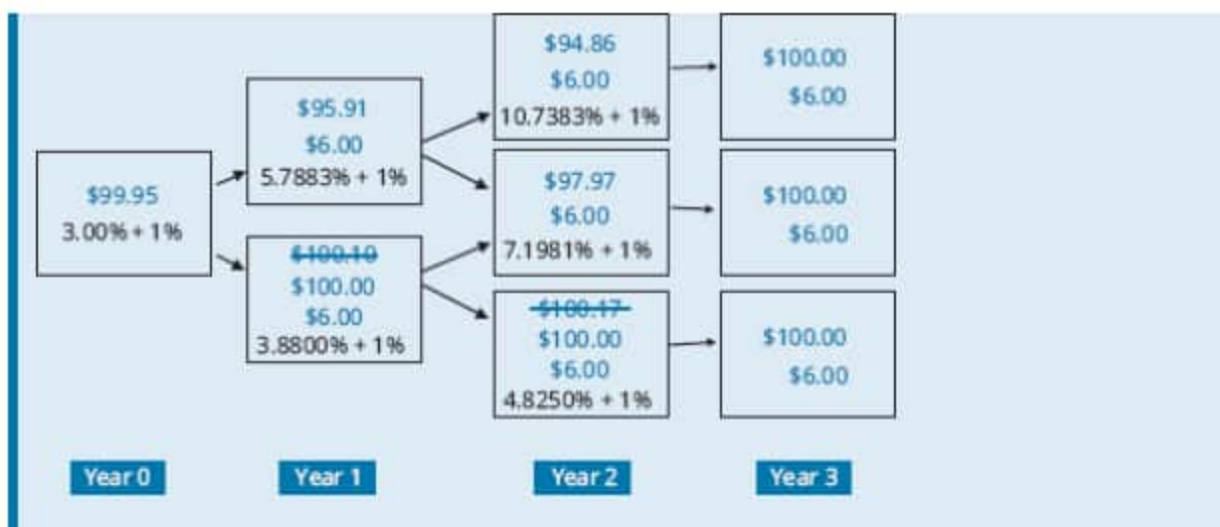 $99.95
3.00% + 1%
$95.91
$6.00
5.7883% + 1%
$100.10
$100.00
$6.00
3.8800% + 1%
$94.86
$6.00
10.7383% + 1%
$97.97
$6.00
7.1981% + 1%
$100.17
$100.00
$6.00
4.8250% + 1%
$100.00
$6.00
$100.00
$6.00
$100.00
$6.00
Year 0
Year 1
Year 2
Year 3